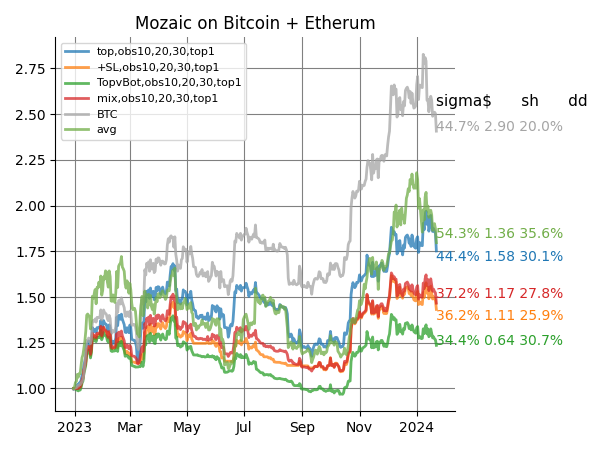 Mozaic on Bitcoin + Etherum
top,obs10,20,30,top1
+SL,obs10,20,30,top1
TopvBot,obs10,20,30,top1
mix,obs10,20,30,top1
BTC
avg
2.75
2.50
2.25
2.00
1.75
1.50
1.25
1.00
sigma$ sh dd
44.7% 2.90 20.0%
54.3% 1.36 35.6%
44.4% 1.58 30.1%
37.2% 1.17 27.8%
36.2% 1.11 25.9%
34.4% 0.64 30.7%
2023 Mar May Jul Sep Nov 2024